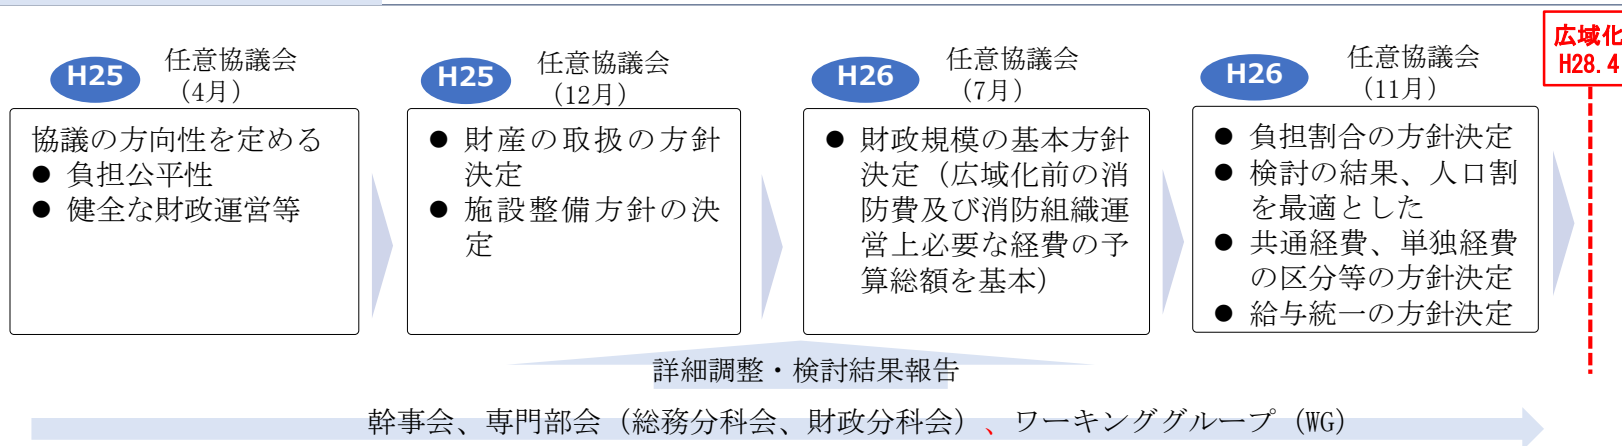 H25
任意協議会
（4月）
協議の方向性を定める
● 負担公平性
● 健全な財政運営等
H25
任意協議会
（12月）
● 財産の取扱の方針
決定
● 施設整備方針の決
定
H26
任意協議会
（7月）
● 財政規模の基本方針
決定（広域化前の消
防費及び消防組織運
営上必要な経費の予
算総額を基本）
H26
任意協議会
（11月）
● 負担割合の方針決定
● 検討の結果、人口割
を最適とした
● 共通経費、単独経費
の区分等の方針決定
● 給与統一の方針決定
広域化
H28.4
詳細調整・検討結果報告
幹事会、専門部会（総務分科会、財政分科会）、ワーキンググループ（WG）